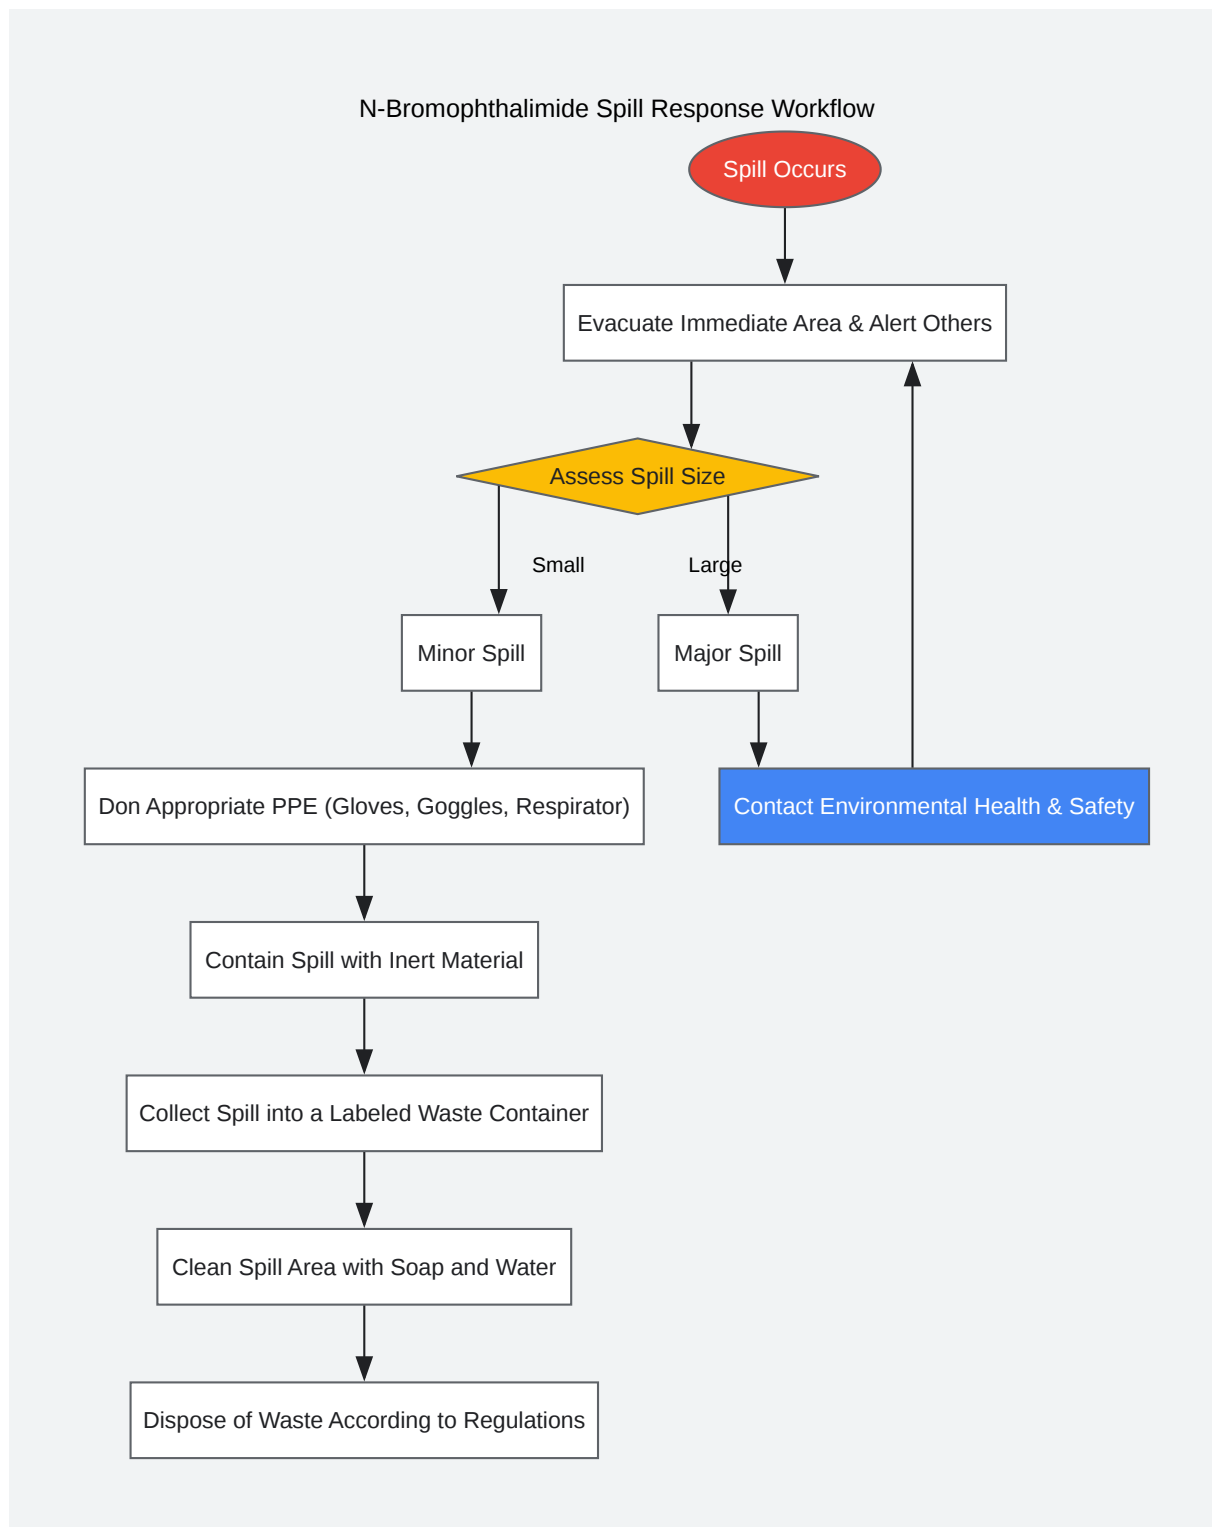 N-Bromophthalimide Spill Response Workflow
Spill Occurs
Evacuate Immediate Area & Alert Others
Assess Spill Size
Small
Large
Minor Spill
Major Spill
Don Appropriate PPE (Gloves, Goggles, Respirator)
Contact Environmental Health & Safety
Contain Spill with Inert Material
Collect Spill into a Labeled Waste Container
Clean Spill Area with Soap and Water
Dispose of Waste According to Regulations